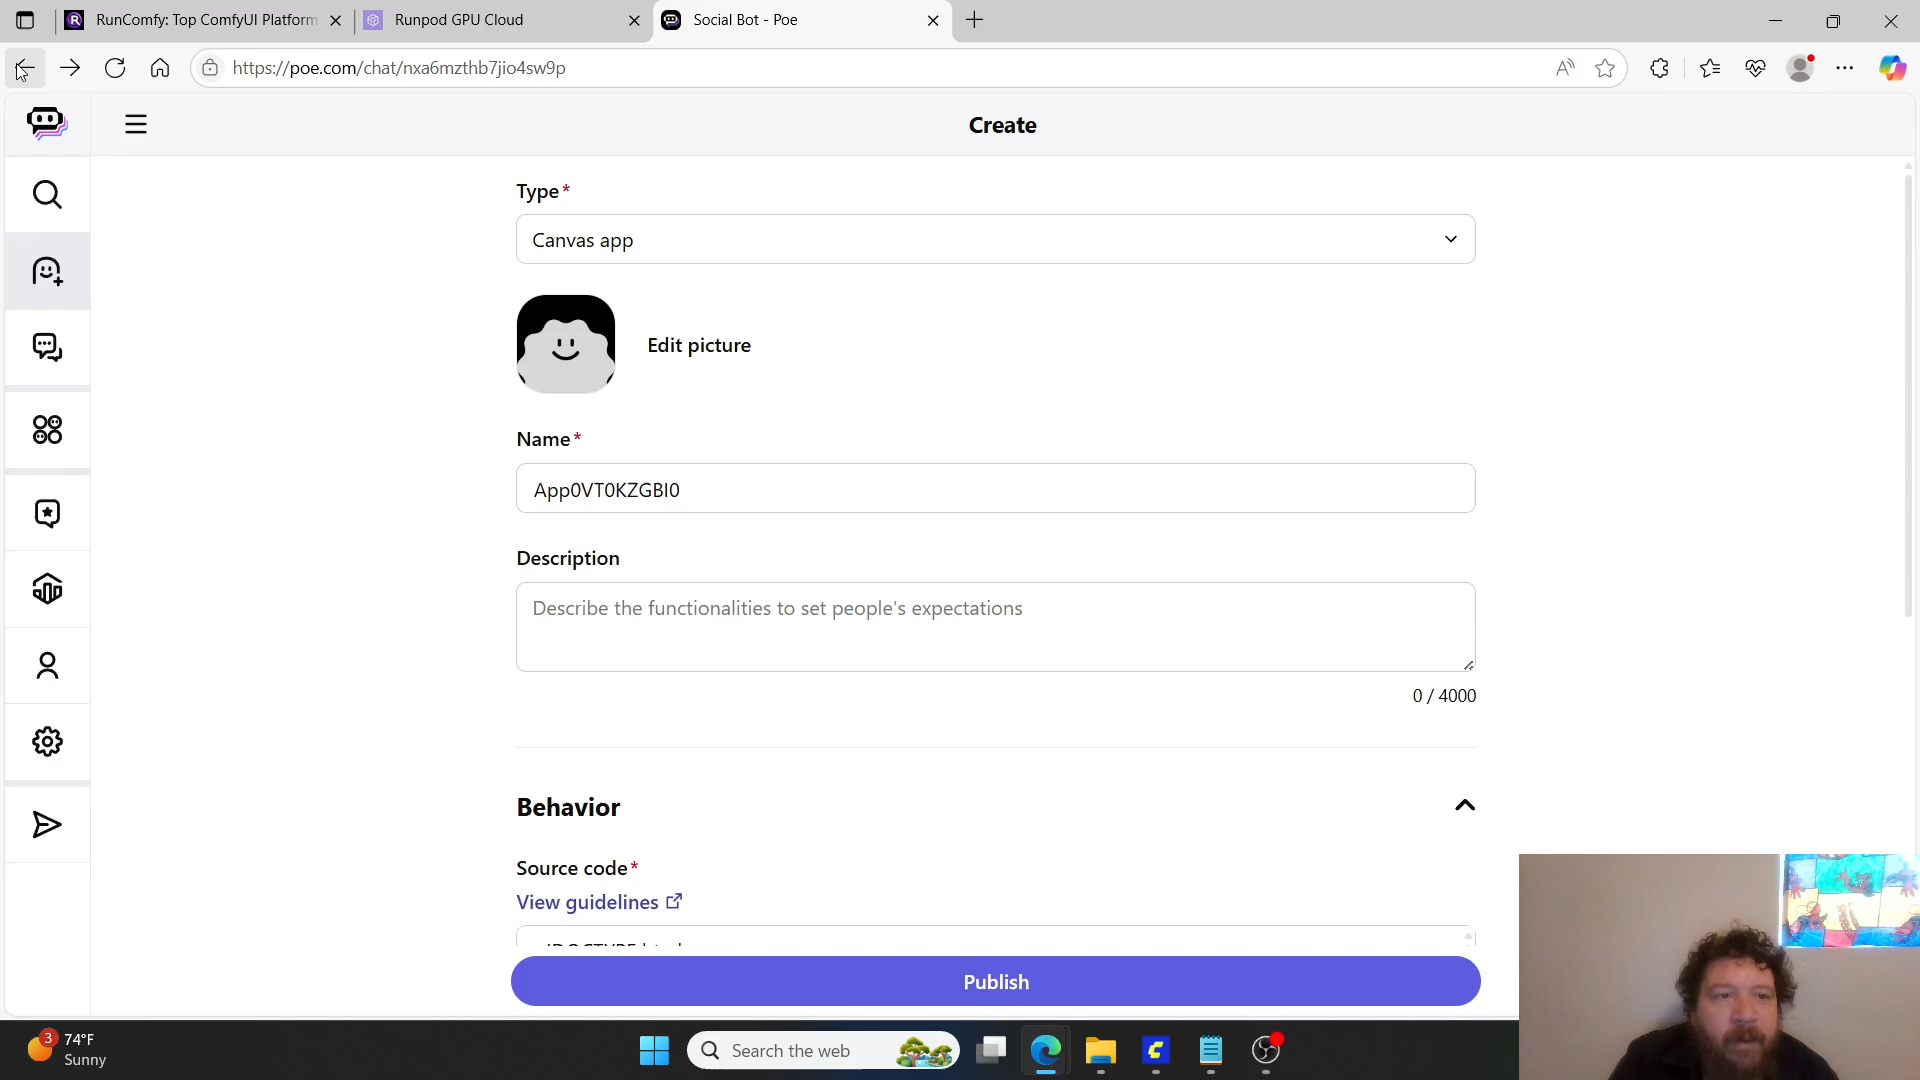 RunComfy: Top ComfyUI Platform
Runpod GPU Cloud
Social Bot - Poe
https://poe.com/chat/nxa6mzthb7jio4sw9p
Create
Type*
Canvas app
Edit picture
Name*
App0VT0KZGBI0
Description
Describe the functionalities to set people's expectations
0 / 4000
Behavior
Source code*
View guidelines
Publish
3
74°F
Sunny
Search the web